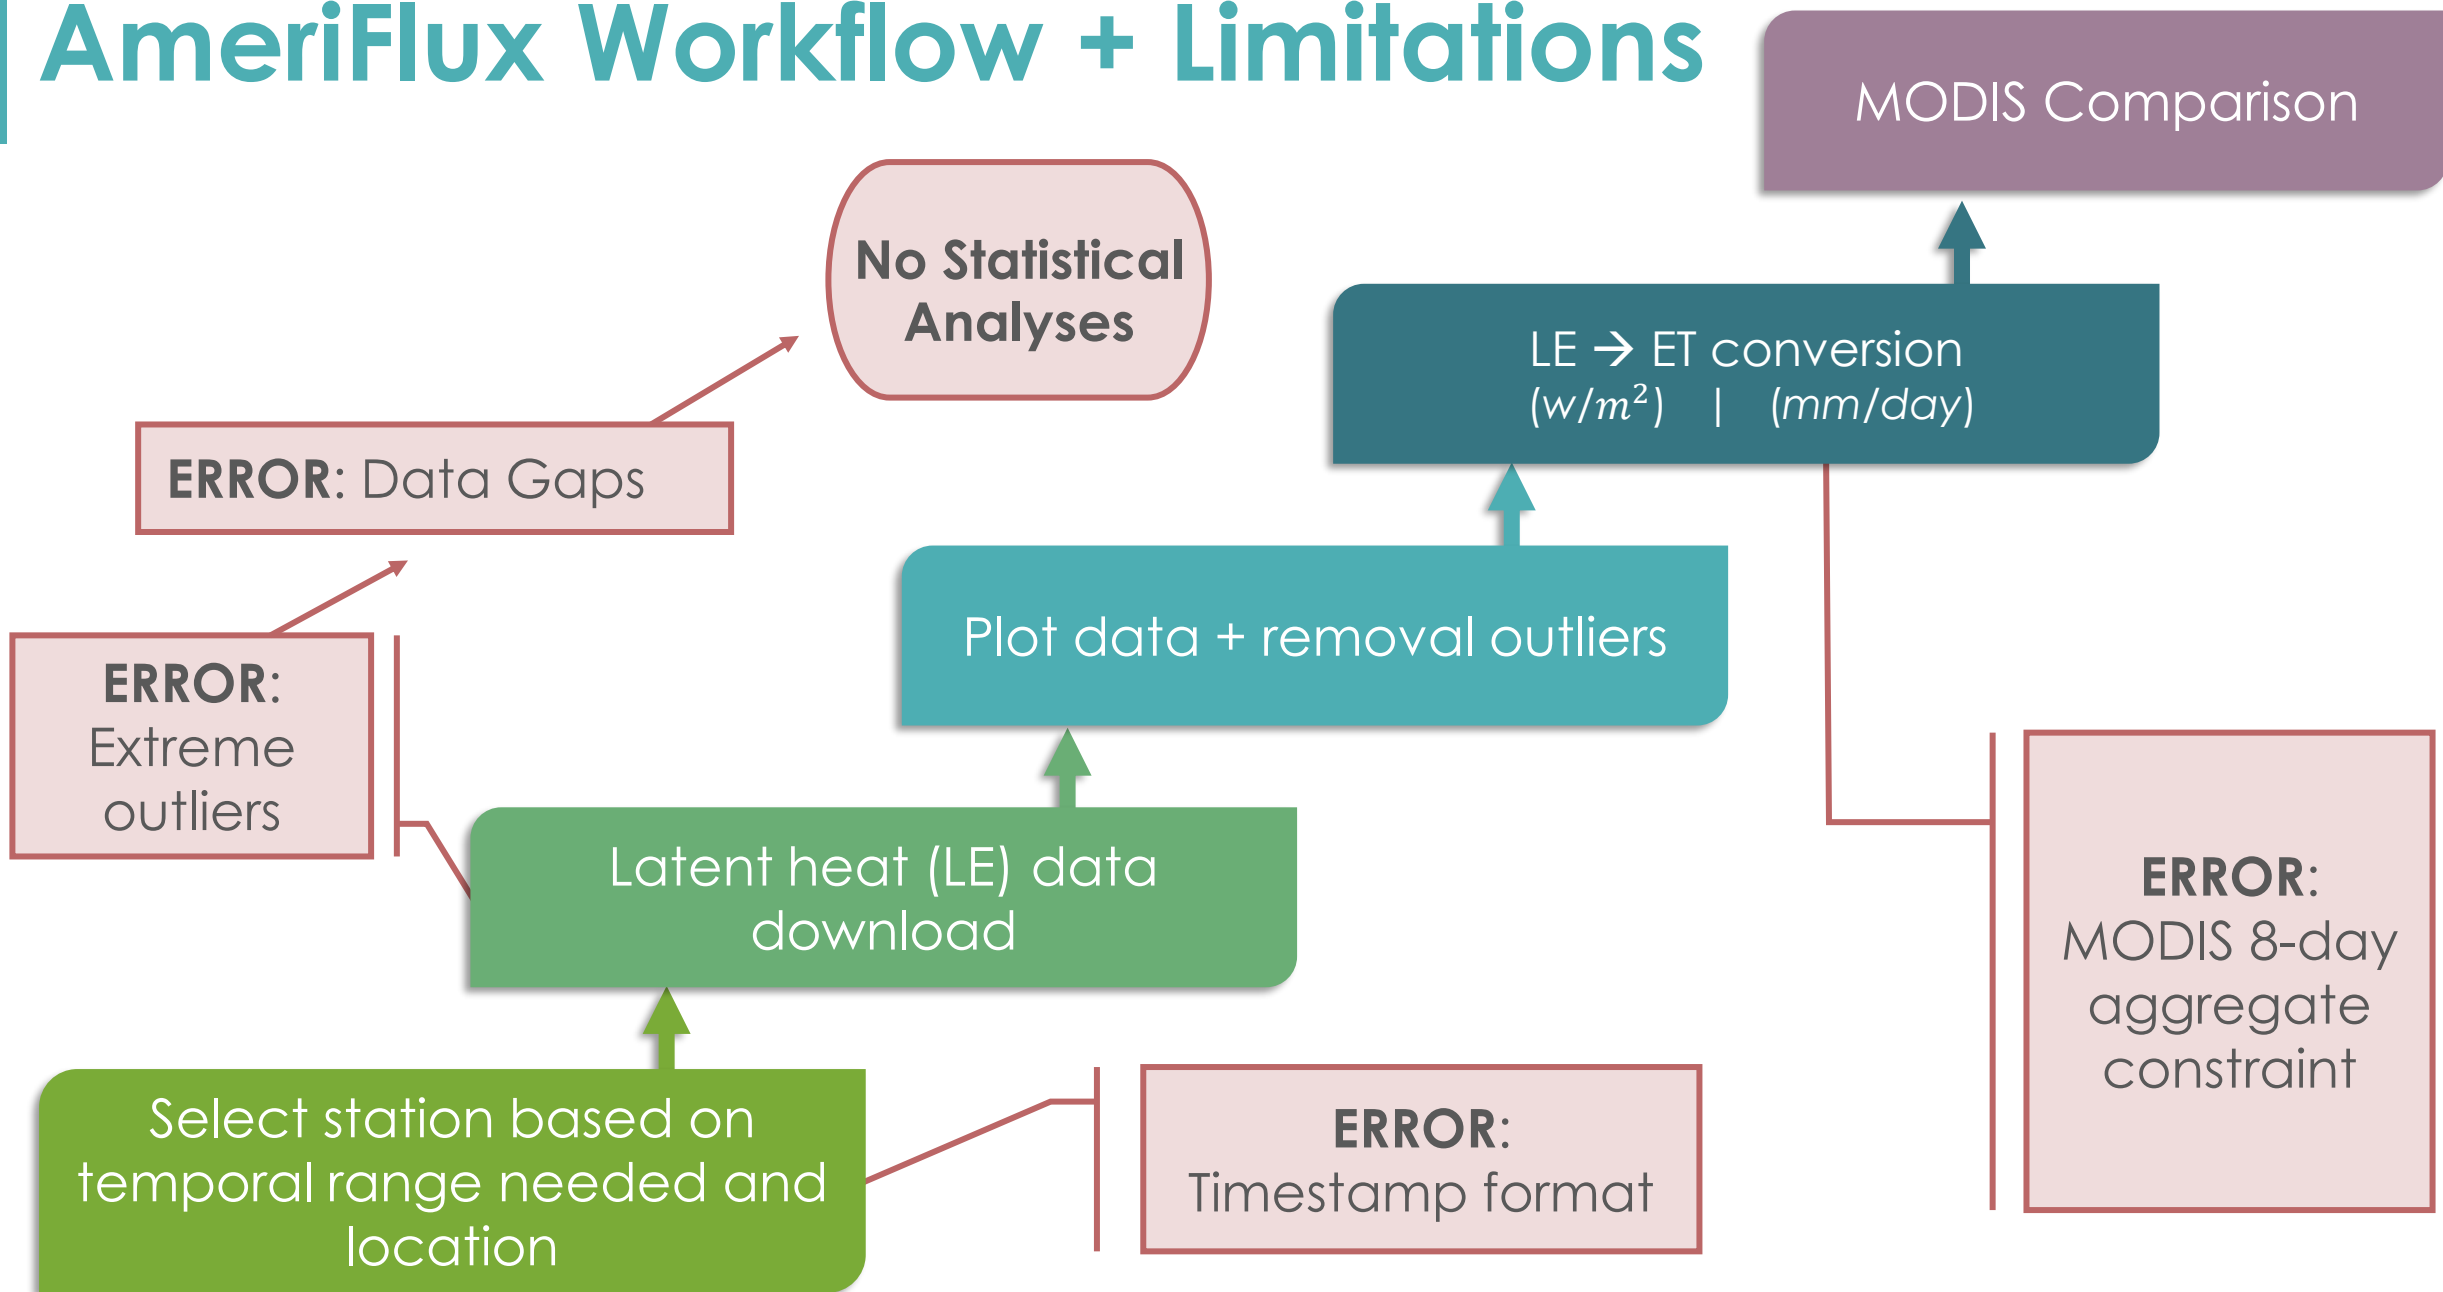 AmeriFlux Workflow + Limitations
MODIS Comparison
No Statistical
Analyses
LE → ET conversion
(w/m²) | (mm/day)
ERROR: Data Gaps
Plot data + removal outliers
ERROR:
Extreme
outliers
Latent heat (LE) data
download
ERROR:
MODIS 8-day
aggregate
constraint
Select station based on
temporal range needed and
location
ERROR:
Timestamp format